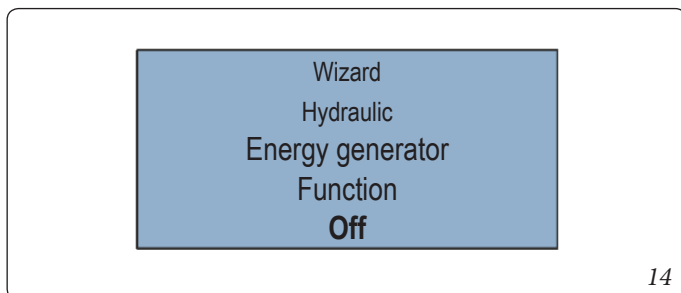 Wizard
Hydraulic
Energy generator
Function
Off
14